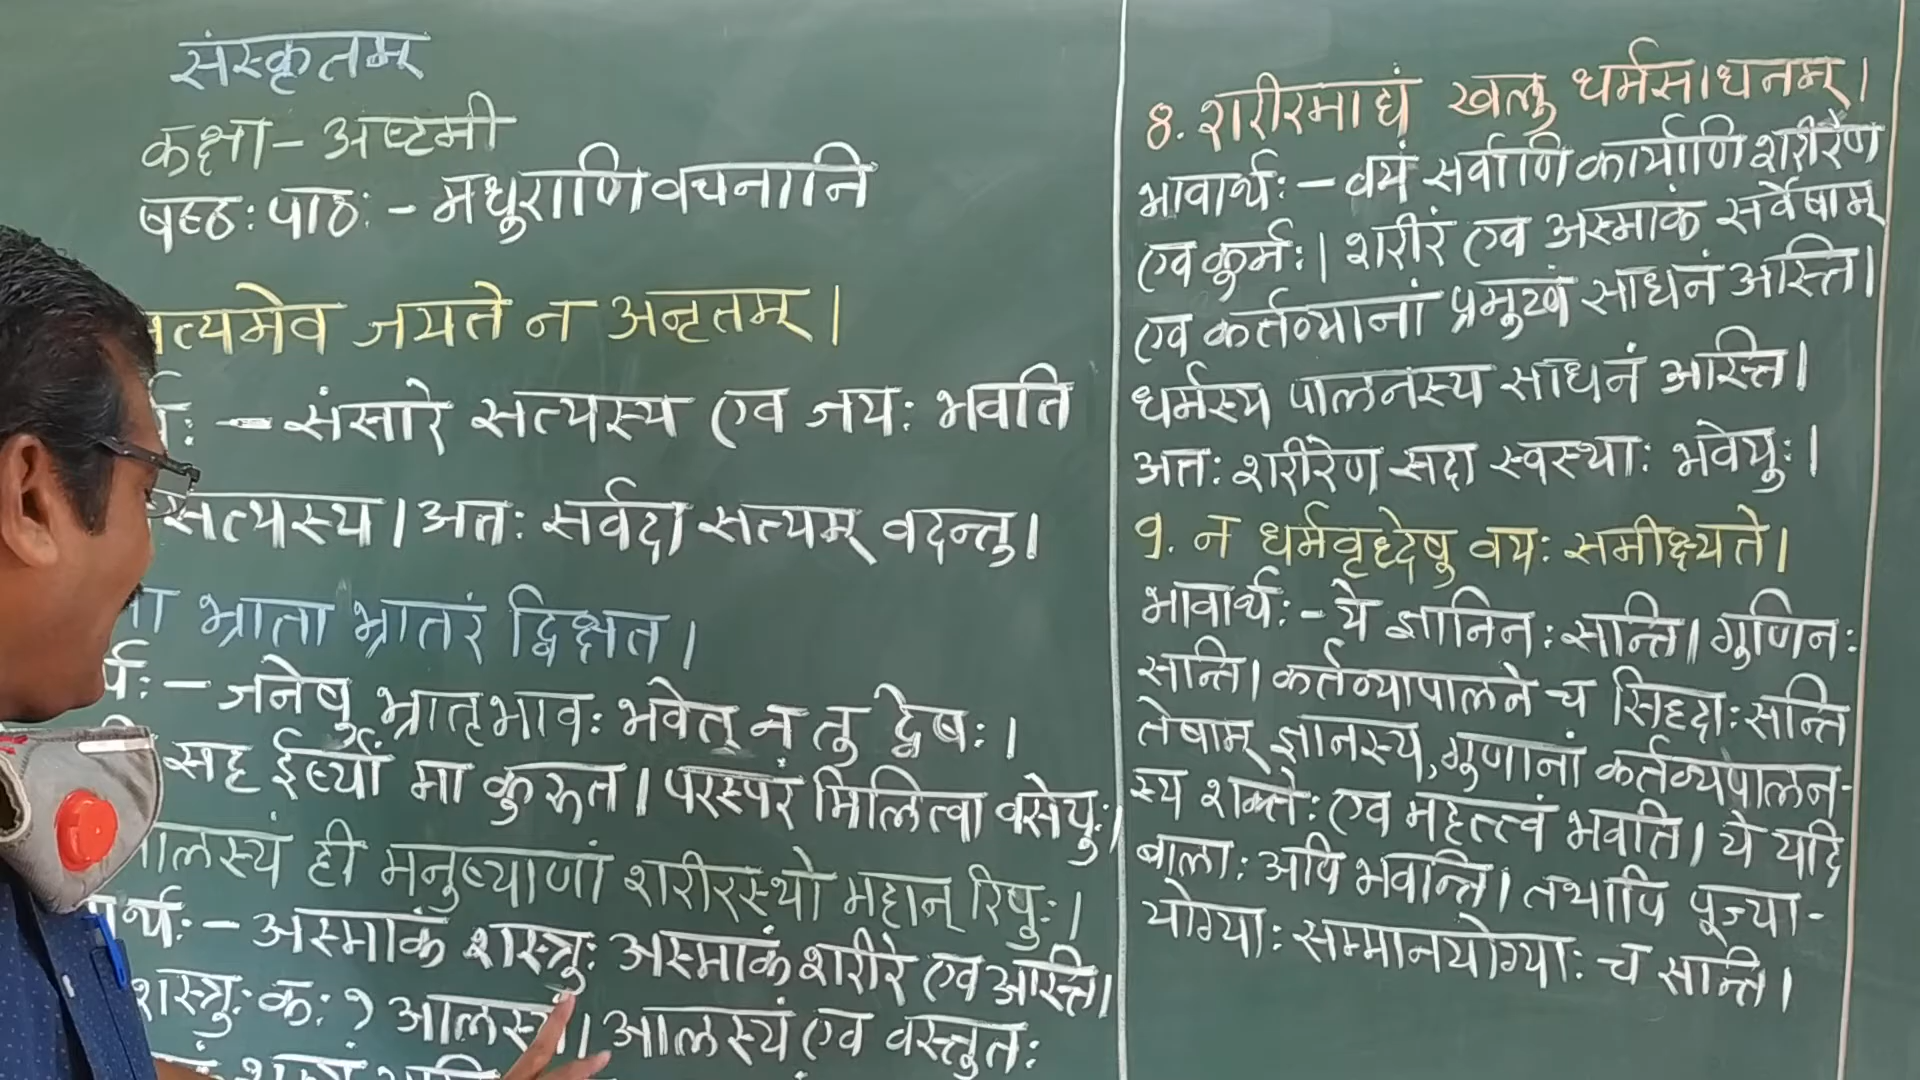 संस्कृतम्
कक्षा - अष्टमी
षष्ठः पाठः - मधुराणि वचनानि
त्यमेव जयते न अनृतम् ।
र्थः - संसारे सत्यस्य एव जयः भवति
सत्यस्य । अतः सर्वदा सत्यम् वदन्तु ।
मा भ्राता भ्रातरं द्विक्षत ।
र्थः - जनेषु भ्रातृभावः भवेत् न तु द्वेषः ।
सह ईर्ष्यां मा कुरुत । परस्परं मिलित्वा वसेयुः ।
आलस्यं ही मनुष्याणां शरीरस्थो महान् रिपुः ।
र्थः - अस्माकं शस्त्रुः अस्माकं शरीरे एव अस्ति ।
शस्त्रुः कः ? आलस्यं । आलस्यं एव वस्तुतः
8. शरीरमाद्यं खलु धर्मसाधनम् ।
भावार्थः - वयं सर्वाणि कार्याणि शरीरेण
एव कुर्मः । शरीरं एव अस्माकं सर्वेषाम्
एव कर्तव्यानां प्रमुखं साधनं अस्ति ।
धर्मस्य पालनस्य साधनं अस्ति ।
अतः शरीरेण सदा स्वस्थाः भवेयुः ।
9. न धर्मवृध्देषु वयः समीक्ष्यते ।
भावार्थः - ये ज्ञानिनः सन्ति । गुणिनः
सन्ति । कर्तव्यापालने च सिद्दाः सन्ति
तेषाम् ज्ञानस्य, गुणानां कर्तव्यपालन-
स्य शक्तेः एव महत्त्वं भवति । ये यदि
बालाः अपि भवन्ति । तथापि पूज्या-
योग्याः सम्मानयोग्याः च सन्ति ।